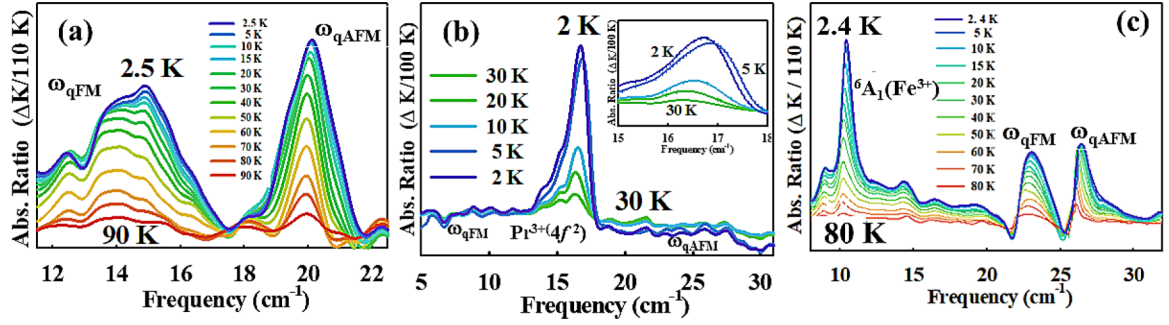 (a)
ω_qFM
2.5 K
ω_qAFM
2.5 K
5 K
10 K
15 K
20 K
30 K
40 K
50 K
60 K
70 K
80 K
90 K
90 K
Abs. Ratio (ΔK/110 K)
12 14 16 18 20 22
Frequency (cm⁻¹)
(b)
2 K
30 K
20 K
10 K
5 K
2 K
2 K
5 K
30 K
Abs. Ratio (ΔK/100 K)
15 16 17 18
Frequency (cm⁻¹)
30 K
ω_qFM
Pr³⁺(4f²)
ω_qAFM
Abs. Ratio (ΔK/100 K)
5 10 15 20 25 30
Frequency (cm⁻¹)
(c)
2.4 K
⁶A₁(Fe³⁺)
2. 4 K
5 K
10 K
15 K
20 K
30 K
40 K
50 K
60 K
70 K
80 K
ω_qFM
ω_qAFM
80 K
Abs. Ratio (ΔK / 110 K)
10 15 20 25 30
Frequency (cm⁻¹)